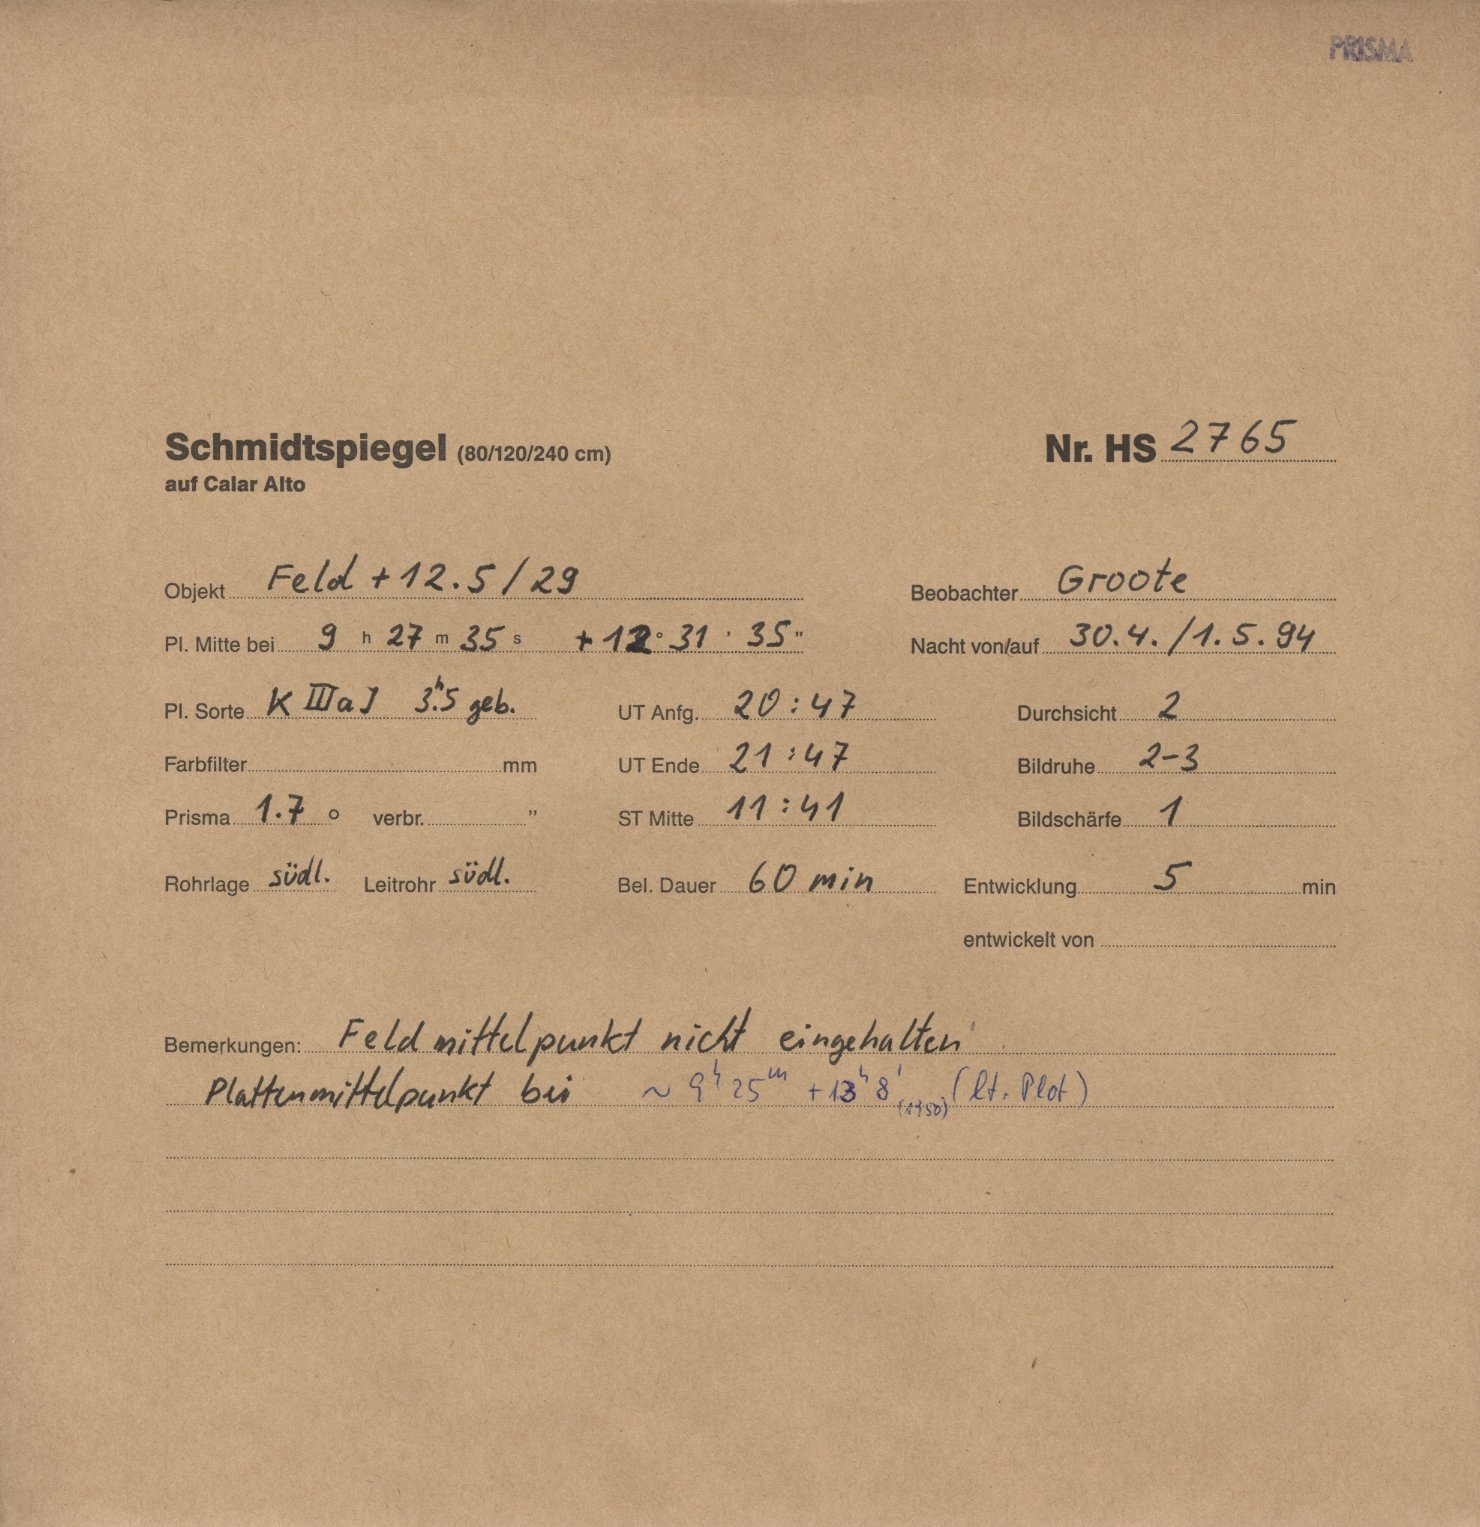 PRISMA
Schmidtspiegel (80/120/240 cm) Nr. HS 2765
auf Calar Alto
Objekt Feld +12.5/29 Beobachter Groote
Pl. Mitte bei 9 h 27 m 35 s +12° 31 ' 35 " Nacht von/auf 30.4./1.5.94
Pl. Sorte K IIIaJ 3ʰ.5 geb. UT Anfg. 20:47 Durchsicht 2
Farbfilter mm UT Ende 21:47 Bildruhe 2-3
Prisma 1.7 ° verbr. " ST Mitte 11:41 Bildschärfe 1
Rohrlage südl. Leitrohr südl. Bel. Dauer 60 min Entwicklung 5 min
entwickelt von
Bemerkungen: Feldmittelpunkt nicht eingehalten
Plattenmittelpunkt bei ~ 9ʰ 25ᵐ +13ʰ 8' (1950) (lt. Plot)